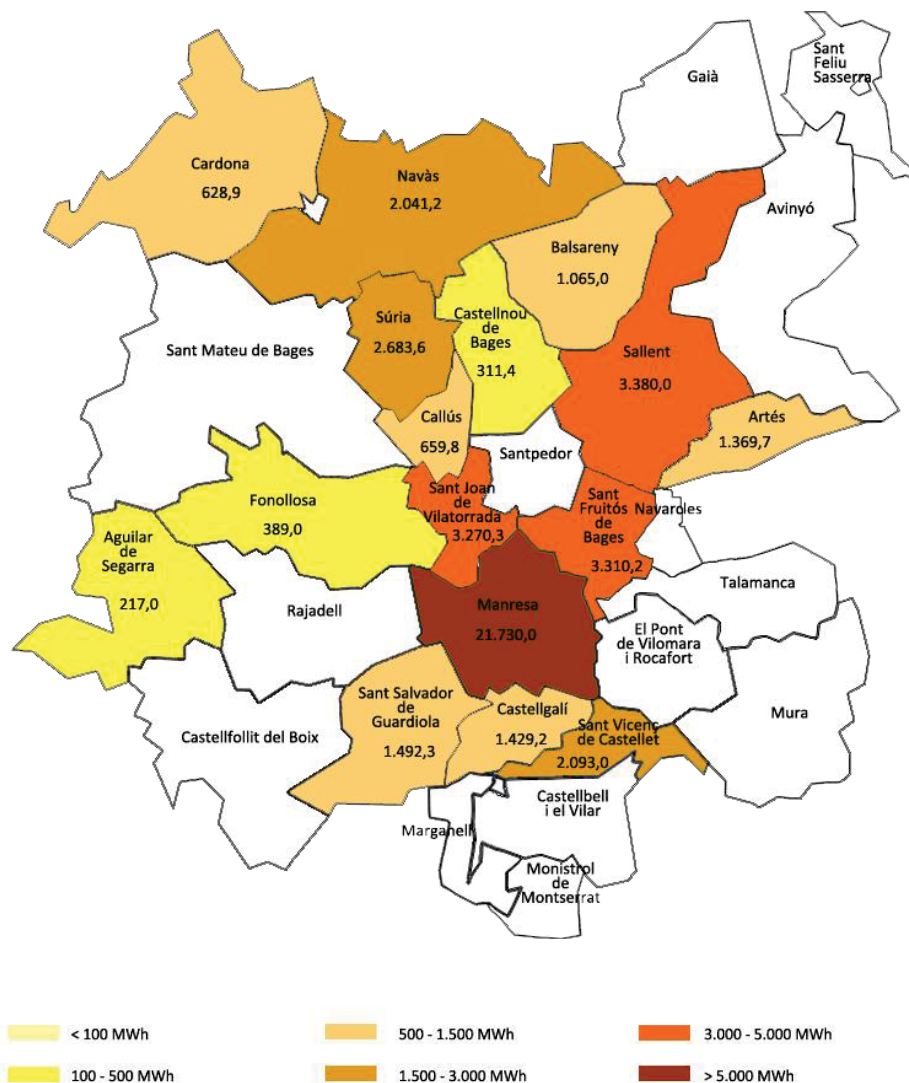 Sant
Feliu
Sasserra
Gaià
Cardona
628,9
Navàs
2.041,2
Avinyó
Balsareny
1.065,0
Súria
2.683,6
Castellnou
de
Bages
311,4
Sant Mateu de Bages
Sallent
3.380,0
Callús
659,8
Artés
1.369,7
Santpedor
Sant Joan
de
Vilatorrada
3.270,3
Sant
Fruitós
de
Bages
3.310,2
Navarcles
Fonollosa
389,0
Aguilar
de
Segarra
217,0
Rajadell
Manresa
21.730,0
Talamanca
El Pont
de Vilomara
i Rocafort
Mura
Sant Salvador
de
Guardiola
1.492,3
Castellgalí
1.429,2
Sant Vicenç
de Castellet
2.093,0
Castellfollit del Boix
Castellbell
i el Vilar
Marganell
Monistrol
de
Montserrat
< 100 MWh
500 - 1.500 MWh
3.000 - 5.000 MWh
100 - 500 MWh
1.500 - 3.000 MWh
> 5.000 MWh